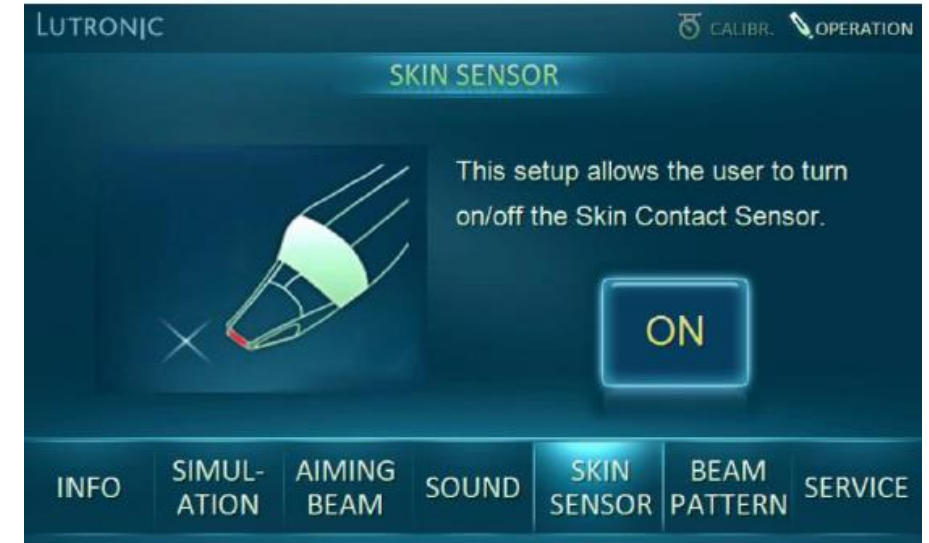 LUTRONIC
CALIBR.
OPERATION
SKIN SENSOR
This setup allows the user to turn
on/off the Skin Contact Sensor.
ON
INFO
SIMUL-
ATION
AIMING
BEAM
SOUND
SKIN
SENSOR
BEAM
PATTERN
SERVICE